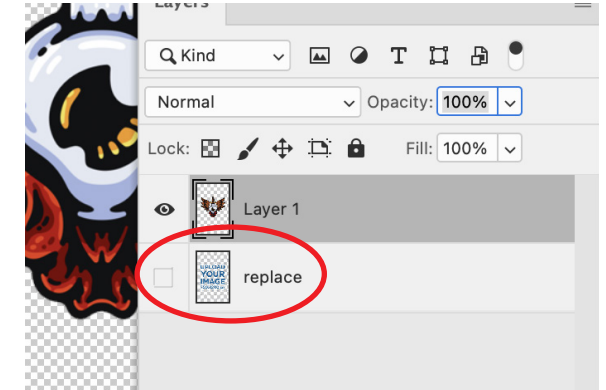 Layers
Kind
T
Normal
Opacity: 100%
Lock:
Fill: 100%
Layer 1
YOUR
IMAGE
replace